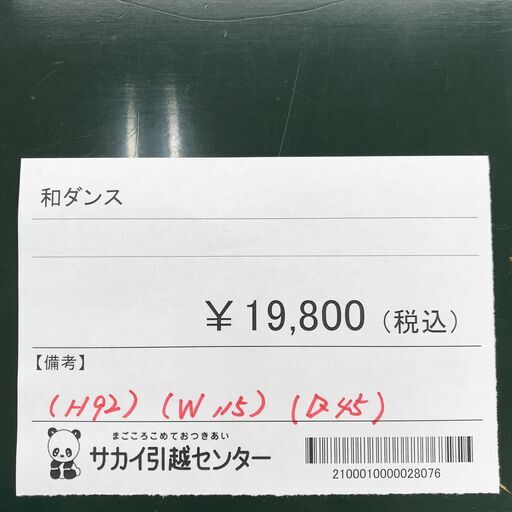 和ダンス
￥19,800（税込）
【備考】
(H92) (W115) (D45)
まごころこめておつきあい
サカイ引越センター
2100010000028076